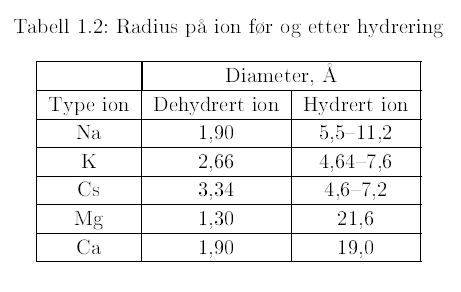 Tabell 1.2: Radius på ion før og etter hydrering
Diameter, Å
Type ion Dehydrert ion Hydrert ion
Na 1,90 5,5–11,2
K 2,66 4,64–7,6
Cs 3,34 4,6–7,2
Mg 1,30 21,6
Ca 1,90 19,0